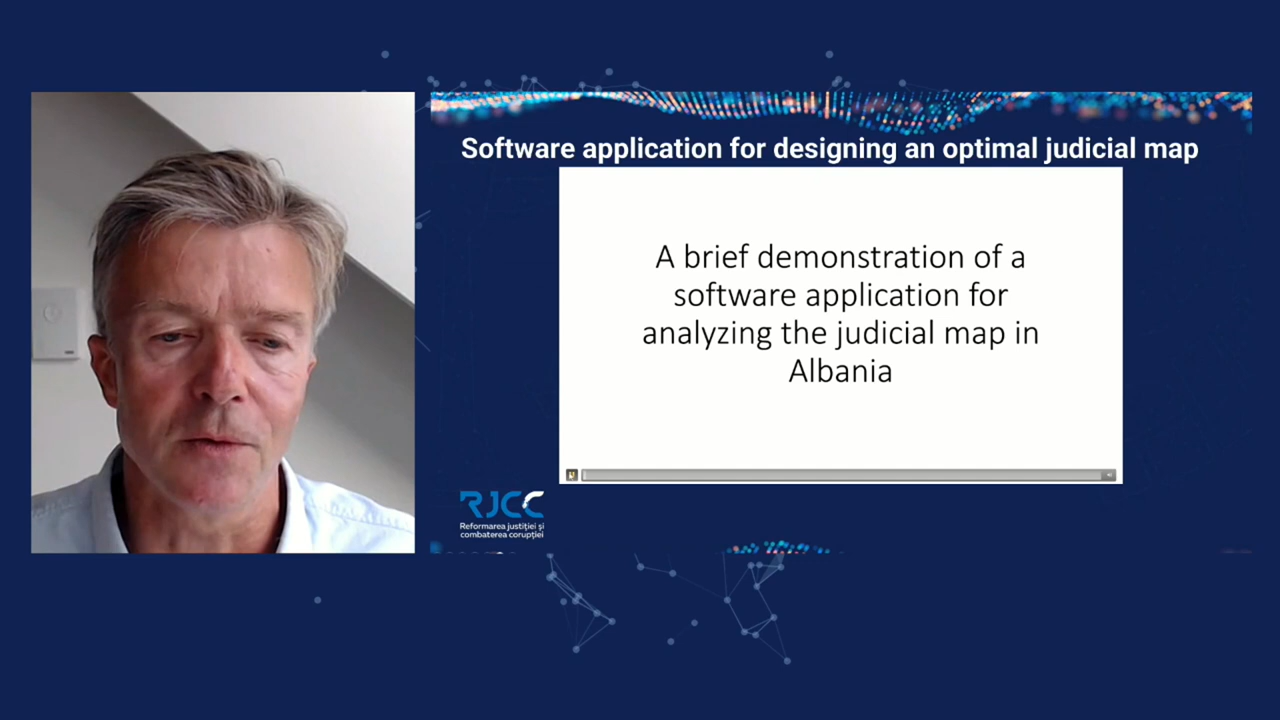 Software application for designing an optimal judicial map
A brief demonstration of a
software application for
analyzing the judicial map in
Albania
RJCC
Reformarea justiției și
combaterea corupției